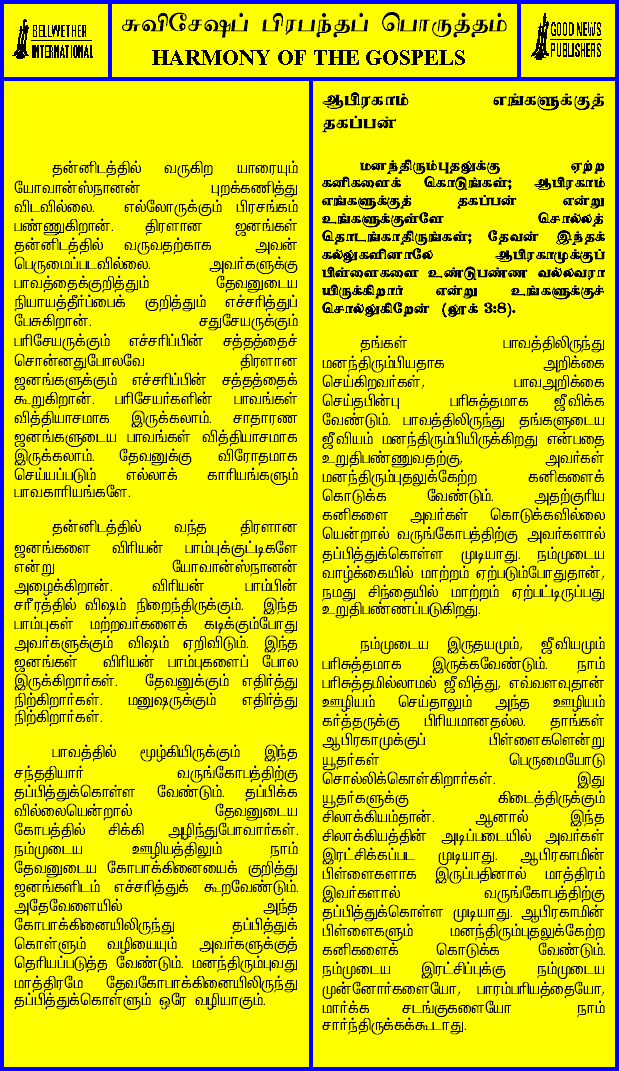 BELLWETHER
INTERNATIONAL
சுவிசேஷப் பிரபந்தப் பொருத்தம்
HARMONY OF THE GOSPELS
GOOD NEWS
PUBLISHERS
தன்னிடத்தில் வருகிற யாரையும்
யோவான்ஸ்நானன் புறக்கணித்து
விடவில்லை. எல்லோருக்கும் பிரசங்கம்
பண்ணுகிறான். திரளான ஜனங்கள்
தன்னிடத்தில் வருவதற்காக அவன்
பெருமைப்படவில்லை. அவர்களுக்கு
பாவத்தைக்குறித்தும் தேவனுடைய
நியாயத்தீர்ப்பைக் குறித்தும் எச்சரித்துப்
பேசுகிறான். சதுசேயருக்கும்
பரிசேயருக்கும் எச்சரிப்பின் சத்தத்தைச்
சொன்னதுபோலவே திரளான
ஜனங்களுக்கும் எச்சரிப்பின் சத்தத்தைக்
கூறுகிறான். பரிசேயர்களின் பாவங்கள்
வித்தியாசமாக இருக்கலாம். சாதாரண
ஜனங்களுடைய பாவங்கள் வித்தியாசமாக
இருக்கலாம். தேவனுக்கு விரோதமாக
செய்யப்படும் எல்லாக் காரியங்களும்
பாவகாரியங்களே.
தன்னிடத்தில் வந்த திரளான
ஜனங்களை விரியன் பாம்புக்குட்டிகளே
என்று யோவான்ஸ்நானன்
அழைக்கிறான். விரியன் பாம்பின்
சரீரத்தில் விஷம் நிறைந்திருக்கும். இந்த
பாம்புகள் மற்றவர்களைக் கடிக்கும்போது
அவர்களுக்கும் விஷம் ஏறிவிடும். இந்த
ஜனங்கள் விரியன் பாம்புகளைப் போல
இருக்கிறார்கள். தேவனுக்கும் எதிர்த்து
நிற்கிறார்கள். மனுஷருக்கும் எதிர்த்து
நிற்கிறார்கள்.
பாவத்தில் மூழ்கியிருக்கும் இந்த
சந்ததியார் வருங்கோபத்திற்கு
தப்பித்துக்கொள்ள வேண்டும். தப்பிக்க
வில்லையென்றால் தேவனுடைய
கோபத்தில் சிக்கி அழிந்துபோவார்கள்.
நம்முடைய ஊழியத்திலும் நாம்
தேவனுடைய கோபாக்கினையைக் குறித்து
ஜனங்களிடம் எச்சரித்துக் கூறவேண்டும்.
அதேவேளையில் அந்த
கோபாக்கினையிலிருந்து தப்பித்துக்
கொள்ளும் வழியையும் அவர்களுக்குத்
தெரியப்படுத்த வேண்டும். மனந்திரும்புவது
மாத்திரமே தேவகோபாக்கினையிலிருந்து
தப்பித்துக்கொள்ளும் ஒரே வழியாகும்.
ஆபிரகாம் எங்களுக்குத்
தகப்பன்
மனந்திரும்புதலுக்கு ஏற்ற
கனிகளைக் கொடுங்கள்; ஆபிரகாம்
எங்களுக்குத் தகப்பன் என்று
உங்களுக்குள்ளே சொல்லத்
தொடங்காதிருங்கள்; தேவன் இந்தக்
கல்லுகளினாலே ஆபிரகாமுக்குப்
பிள்ளைகளை உண்டுபண்ண வல்லவரா
யிருக்கிறார் என்று உங்களுக்குச்
சொல்லுகிறேன் (லூக் 3:8).
தங்கள் பாவத்திலிருந்து
மனந்திரும்பியதாக அறிக்கை
செய்கிறவர்கள், பாவஅறிக்கை
செய்தபின்பு பரிசுத்தமாக ஜீவிக்க
வேண்டும். பாவத்திலிருந்து தங்களுடைய
ஜீவியம் மனந்திரும்பியிருக்கிறது என்பதை
உறுதிபண்ணுவதற்கு, அவர்கள்
மனந்திரும்புதலுக்கேற்ற கனிகளைக்
கொடுக்க வேண்டும். அதற்குரிய
கனிகளை அவர்கள் கொடுக்கவில்லை
யென்றால் வருங்கோபத்திற்கு அவர்களால்
தப்பித்துக்கொள்ள முடியாது. நம்முடைய
வாழ்க்கையில் மாற்றம் ஏற்படும்போதுதான்,
நமது சிந்தையில் மாற்றம் ஏற்பட்டிருப்பது
உறுதிபண்ணப்படுகிறது.
நம்முடைய இருதயமும், ஜீவியமும்
பரிசுத்தமாக இருக்கவேண்டும். நாம்
பரிசுத்தமில்லாமல் ஜீவித்து, எவ்வளவுதான்
ஊழியம் செய்தாலும் அந்த ஊழியம்
கர்த்தருக்கு பிரியமானதல்ல. தாங்கள்
ஆபிரகாமுக்குப் பிள்ளைகளென்று
யூதர்கள் பெருமையோடு
சொல்லிக்கொள்கிறார்கள். இது
யூதர்களுக்கு கிடைத்திருக்கும்
சிலாக்கியம்தான். ஆனால் இந்த
சிலாக்கியத்தின் அடிப்படையில் அவர்கள்
இரட்சிக்கப்பட முடியாது. ஆபிரகாமின்
பிள்ளைகளாக இருப்பதினால் மாத்திரம்
இவர்களால் வருங்கோபத்திற்கு
தப்பித்துக்கொள்ள முடியாது. ஆபிரகாமின்
பிள்ளைகளும் மனந்திரும்புதலுக்கேற்ற
கனிகளைக் கொடுக்க வேண்டும்.
நம்முடைய இரட்சிப்புக்கு நம்முடைய
முன்னோர்களையோ, பாரம்பரியத்தையோ,
மார்க்க சடங்குகளையோ நாம்
சார்ந்திருக்கக்கூடாது.